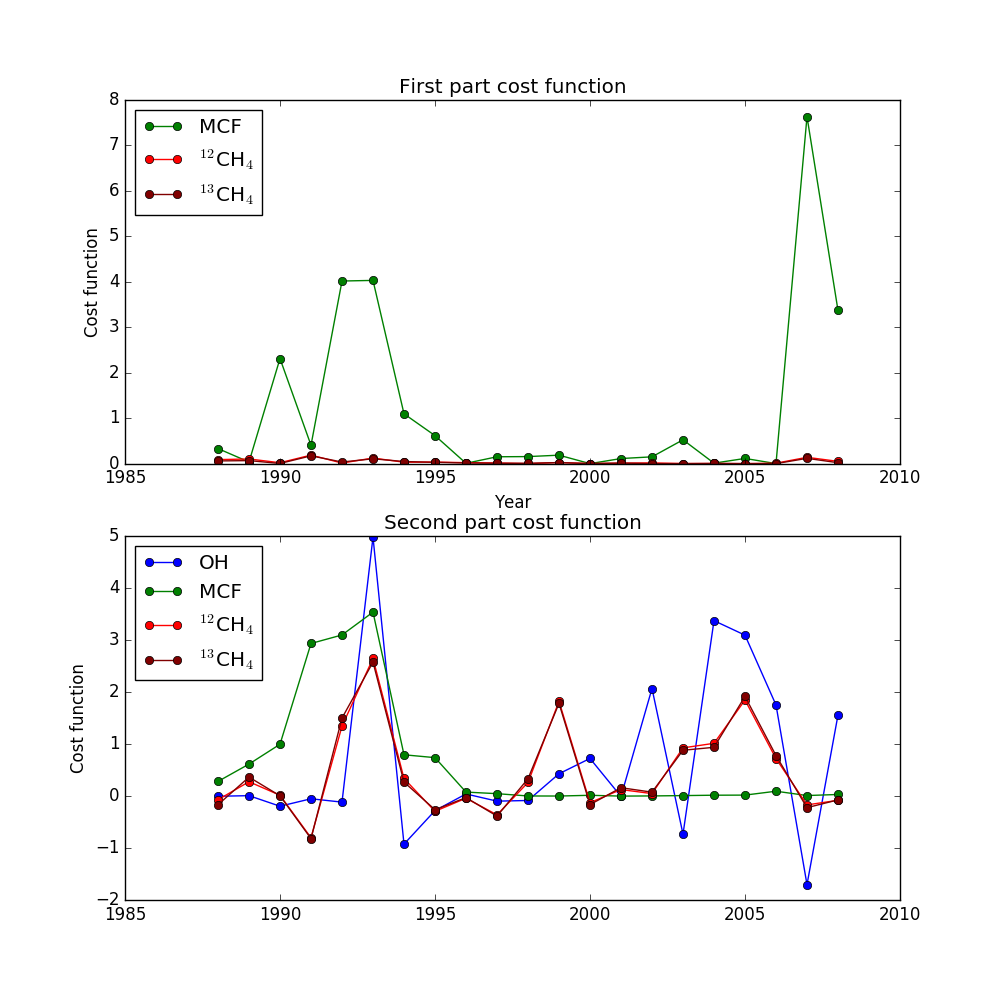 First part cost function
8
7
6
5
4
3
2
1
0
Cost function
MCF
¹²CH₄
¹³CH₄
1985 1990 1995 2000 2005 2010
Year
Second part cost function
5
4
3
2
1
0
−1
−2
Cost function
OH
MCF
¹²CH₄
¹³CH₄
1985 1990 1995 2000 2005 2010